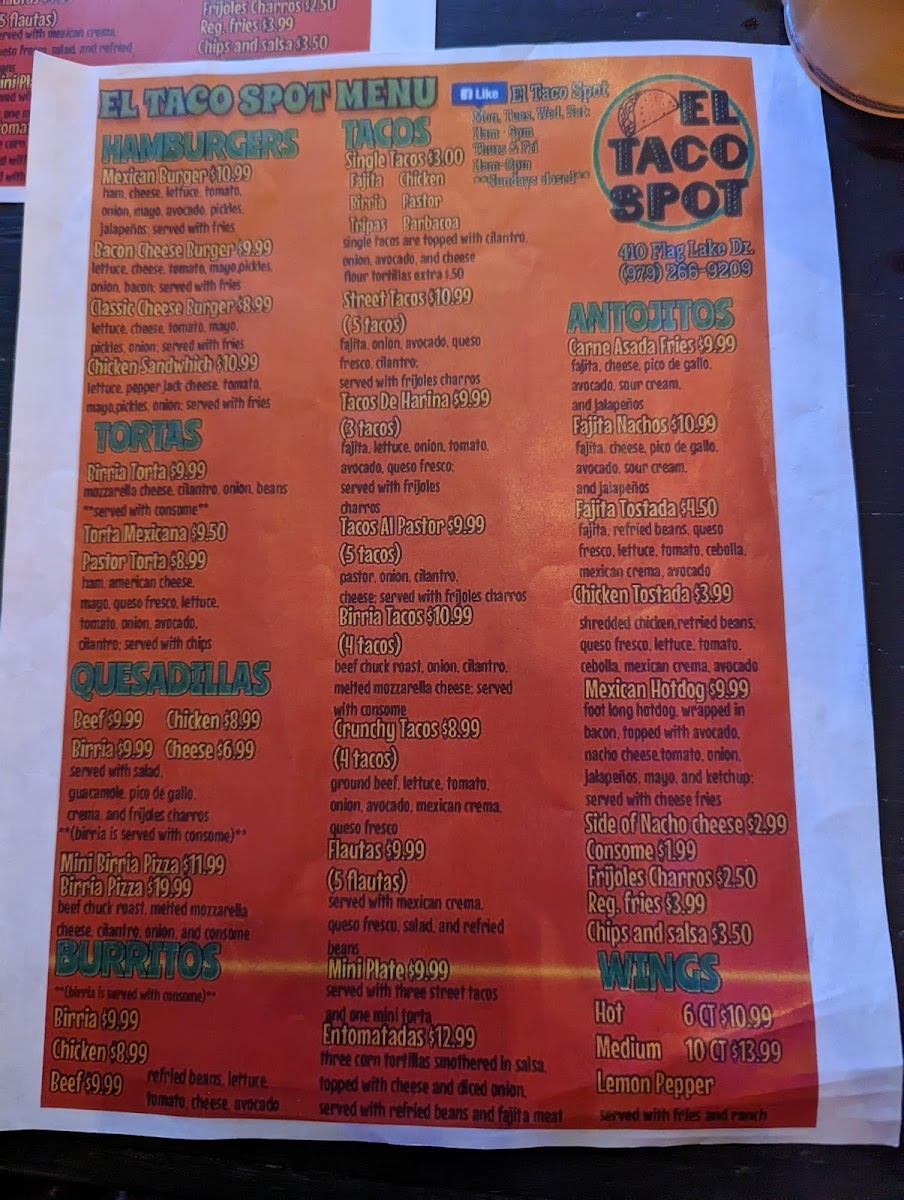 5 flautas)
served with mexican crema,
queso fresco, salad, and refried
beans
Frijoles Charros $2.50
Reg. fries $3.99
Chips and salsa $3.50
EL TACO SPOT MENU
Like El Taco Spot
Mon, Tues, Wed, Sat:
Thurs & Fri
**Sundays closed**
EL
TACO
SPOT
410 Flag Lake Dr.
(979) 266-9209
HAMBURGERS
Mexican Burger $10.99
ham, cheese, lettuce, tomato,
onion, mayo, avocado, pickles,
Jalapeños; served with fries
Bacon Cheese Burger $9.99
lettuce, cheese, tomato, mayo,pickles,
onion, bacon; served with fries
Classic Cheese Burger $8.99
lettuce, cheese, tomato, mayo,
pickles, onion; served with fries
Chicken Sandwhich $10.99
lettuce, pepper jack cheese, tomato,
mayo,pickles, onion; served with fries
TORTAS
Birria Torta $9.99
mozzarella cheese, cilantro, onion, beans
**served with consome**
Torta Mexicana $9.50
Pastor Torta $8.99
ham, american cheese,
mayo, queso fresco, lettuce,
tomato, onion, avocado,
cilantro; served with chips
QUESADILLAS
Beef $9.99 Chicken $8.99
Birria $9.99 Cheese $6.99
served with salad,
guacamole, pico de gallo,
crema, and frijoles charros
**(birria is served with consome)**
Mini Birria Pizza $11.99
Birria Pizza $19.99
beef chuck roast, melted mozzarella
cheese, cilantro, onion, and consome
BURRITOS
**(birria is served with consome)**
Birria $9.99
Chicken $8.99
Beef $9.99
refried beans, lettuce,
tomato, cheese, avocado
TACOS
Single Tacos $3.00
Fajita Chicken
Birria Pastor
Tripas Barbacoa
single tacos are topped with cilantro,
onion, avocado, and cheese
flour tortillas extra 1.50
Street Tacos $10.99
(5 tacos)
fajita, onion, avocado, queso
fresco, cilantro;
served with frijoles charros
Tacos De Harina $9.99
(3 tacos)
fajita, lettuce, onion, tomato,
avocado, queso fresco;
served with frijoles
charros
Tacos Al Pastor $9.99
(5 tacos)
pastor, onion, cilantro,
cheese; served with frijoles charros
Birria Tacos $10.99
(4 tacos)
beef chuck roast, onion, cilantro,
melted mozzarella cheese; served
with consome
Crunchy Tacos $8.99
(4 tacos)
ground beef, lettuce, tomato,
onion, avocado, mexican crema,
queso fresco
Flautas $9.99
(5 flautas)
served with mexican crema,
queso fresco, salad, and refried
beans
Mini Plate $9.99
served with three street tacos
and one mini torta
Entomatadas $12.99
three corn tortillas smothered in salsa,
topped with cheese and diced onion,
served with refried beans and fajita meat
ANTOJITOS
Carne Asada Fries $9.99
fajita, cheese, pico de gallo,
avocado, sour cream,
and jalapeños
Fajita Nachos $10.99
fajita, cheese, pico de gallo,
avocado, sour cream,
and jalapeños
Fajita Tostada $4.50
fajita, refried beans, queso
fresco, lettuce, tomato, cebolla,
mexican crema, avocado
Chicken Tostada $3.99
shredded chicken,refried beans,
queso fresco, lettuce, tomato,
cebolla, mexican crema, avocado
Mexican Hotdog $9.99
foot long hotdog, wrapped in
bacon, topped with avocado,
nacho cheese,tomato, onion,
jalapeños, mayo, and ketchup;
served with cheese fries
Side of Nacho cheese $2.99
Consome $1.99
Frijoles Charros $2.50
Reg. fries $3.99
Chips and salsa $3.50
WINGS
Hot 6 CT $10.99
Medium 10 CT $13.99
Lemon Pepper
served with fries and ranch